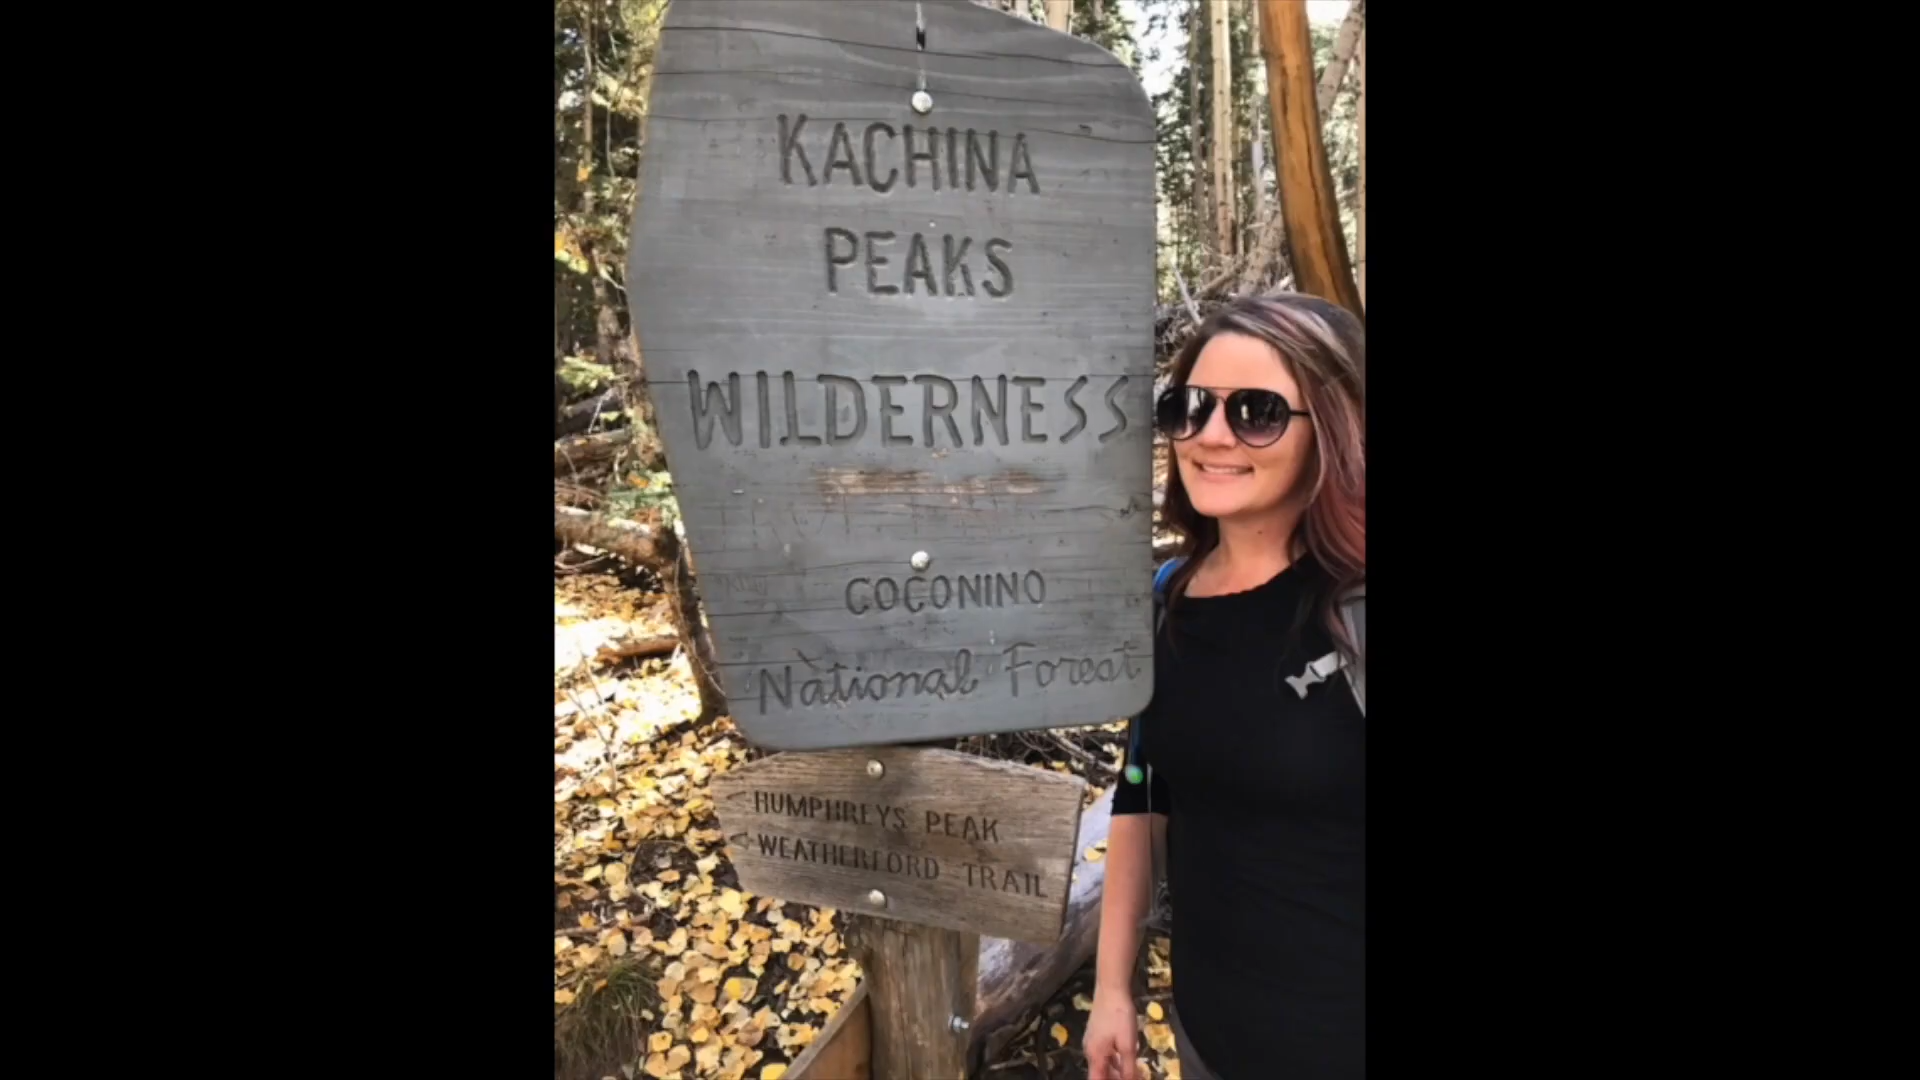 KACHINA
PEAKS
WILDERNESS
COCONINO
National Forest
< HUMPHREYS PEAK
< WEATHERFORD TRAIL